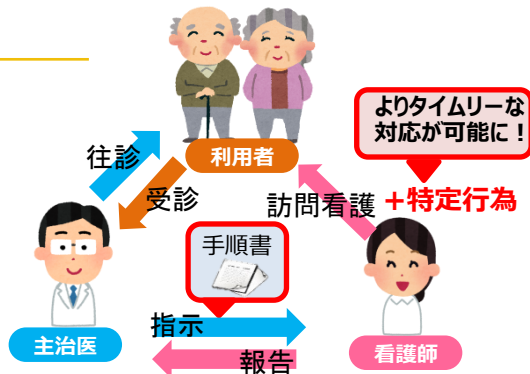 よりタイムリーな
対応が可能に！
利用者
往診
受診
訪問看護
＋特定行為
手順書
指示
報告
主治医
看護師